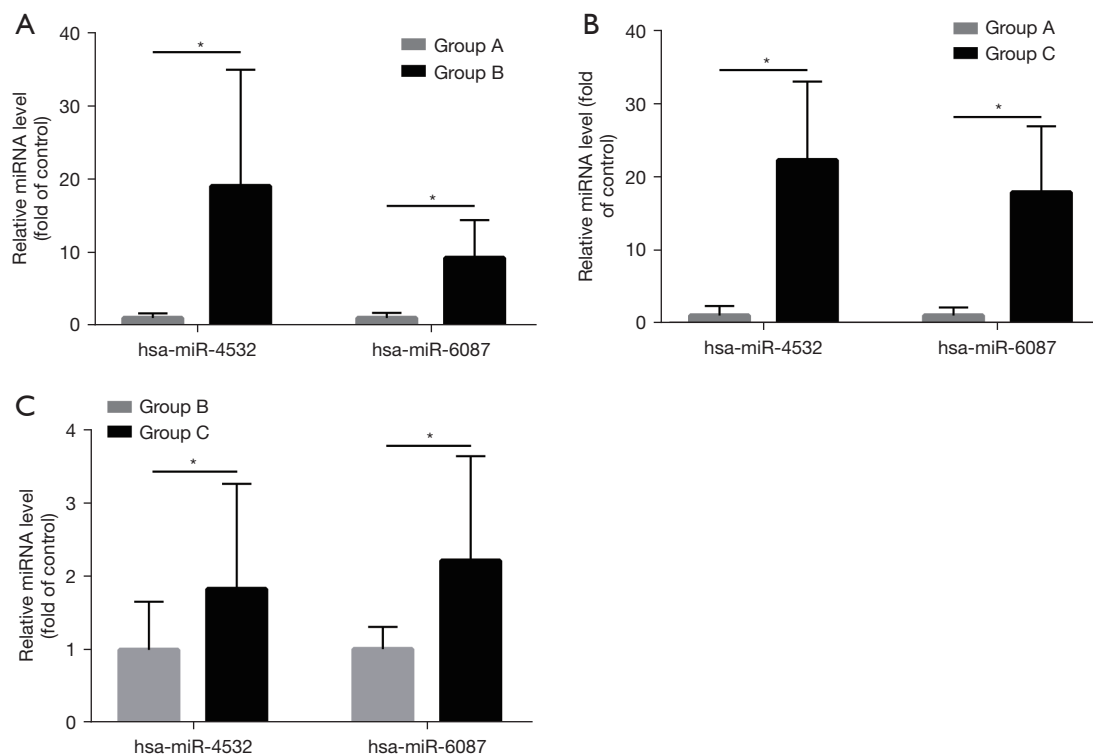 A
Relative miRNA level
(fold of control)
40
30
20
10
0
*
*
Group A
Group B
hsa-miR-4532
hsa-miR-6087
B
Relative miRNA level (fold
of control)
40
30
20
10
0
*
*
Group A
Group C
hsa-miR-4532
hsa-miR-6087
C
Group B
Group C
Relative miRNA level
(fold of control)
4
3
2
1
0
*
*
hsa-miR-4532
hsa-miR-6087